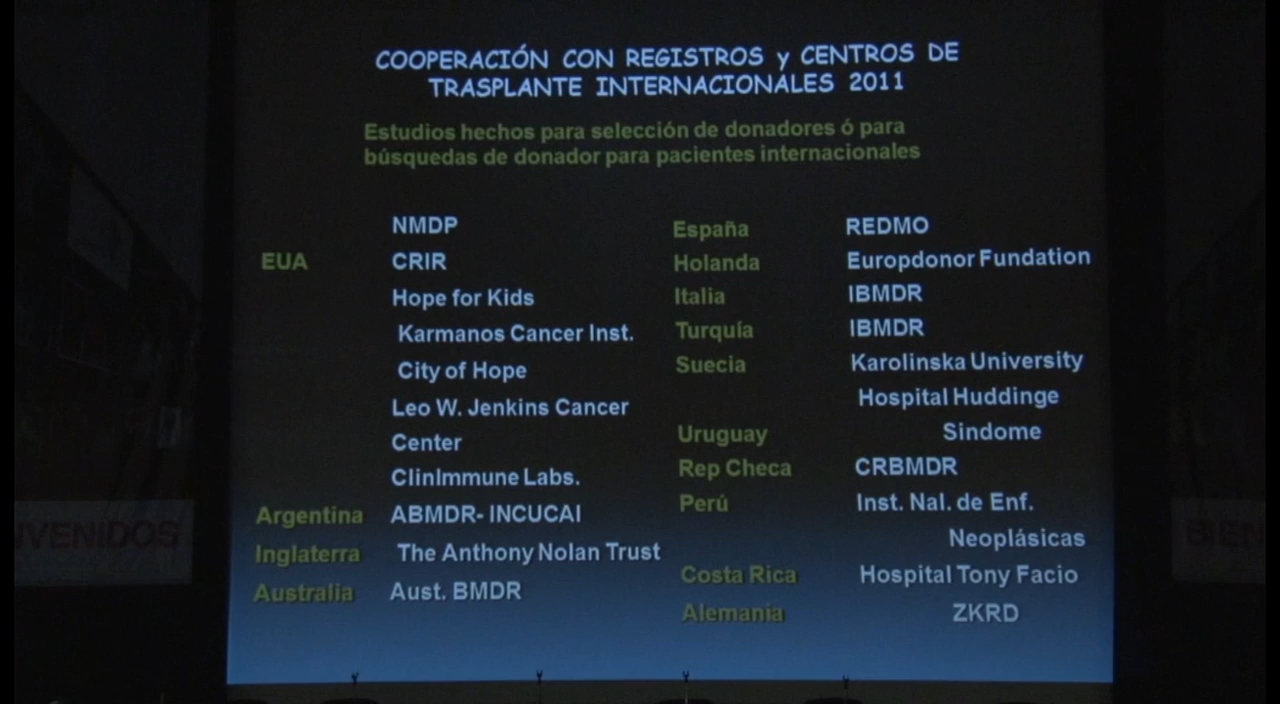 COOPERACIÓN CON REGISTROS y CENTROS DE
TRASPLANTE INTERNACIONALES 2011
Estudios hechos para selección de donadores ó para
búsquedas de donador para pacientes internacionales
NMDP
EUA CRIR
Hope for Kids
Karmanos Cancer Inst.
City of Hope
Leo W. Jenkins Cancer
Center
ClinImmune Labs.
Argentina ABMDR- INCUCAI
Inglaterra The Anthony Nolan Trust
Australia Aust. BMDR
España REDMO
Holanda Europdonor Fundation
Italia IBMDR
Turquía IBMDR
Suecia Karolinska University
Hospital Huddinge
Uruguay Sindome
Rep Checa CRBMDR
Perú Inst. Nal. de Enf.
Neoplásicas
Costa Rica Hospital Tony Facio
Alemania ZKRD
NVENIDOS
BIEN